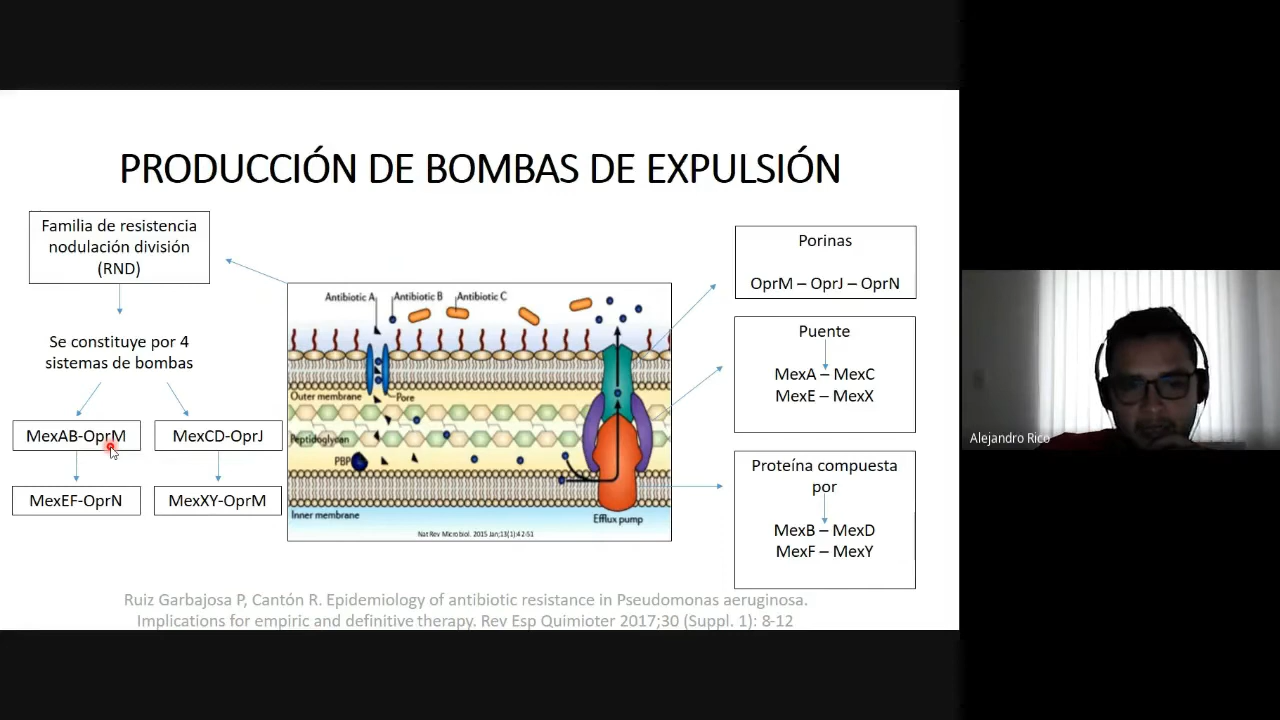 PRODUCCIÓN DE BOMBAS DE EXPULSIÓN
Familia de resistencia
nodulación división
(RND)
Se constituye por 4
sistemas de bombas
MexAB-OprM
MexCD-OprJ
MexEF-OprN
MexXY-OprM
Antibiotic A
Antibiotic B
Antibiotic C
Outer membrane
Pore
Peptidoglycan
PBP
Inner membrane
Efflux pump
Nat Rev Microbiol. 2015 Jan;13(1):42-51
Porinas
OprM – OprJ – OprN
Puente
MexA – MexC
MexE – MexX
Proteína compuesta
por
MexB – MexD
MexF – MexY
Ruiz Garbajosa P, Cantón R. Epidemiology of antibiotic resistance in Pseudomonas aeruginosa.
Implications for empiric and definitive therapy. Rev Esp Quimioter 2017;30 (Suppl. 1): 8-12
Alejandro Rico